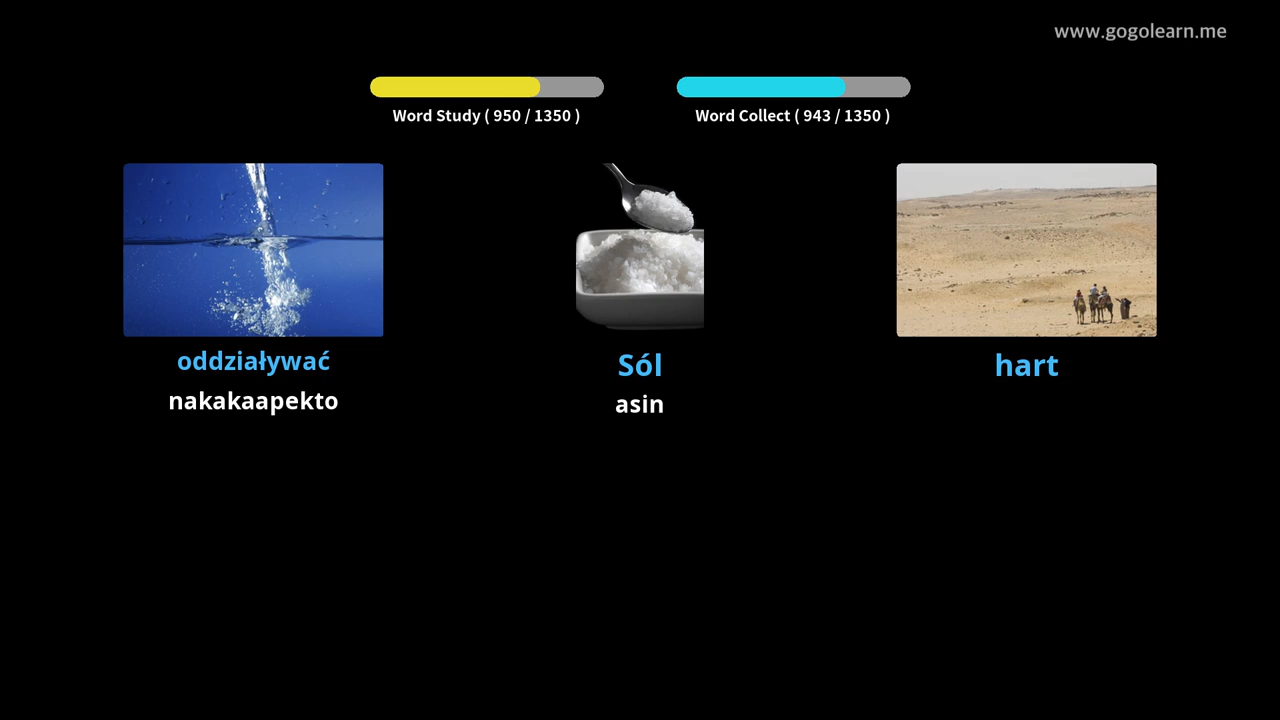 www.gogolearn.me
Word Study ( 950 / 1350 )
Word Collect ( 943 / 1350 )
oddziaływać
nakakaapekto
Sól
asin
hart